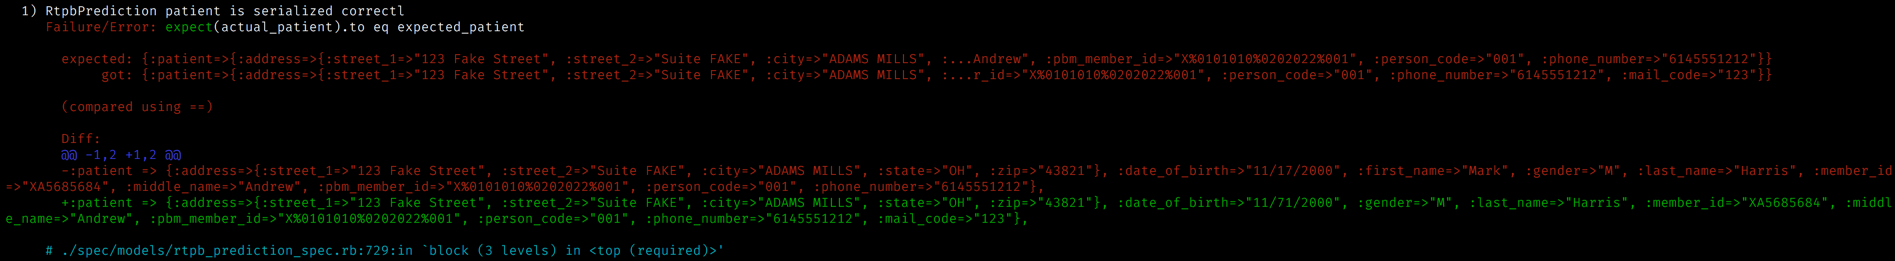 1) RtpbPrediction patient is serialized correctl
Failure/Error: expect(actual_patient).to eq expected_patient
expected: {:patient=>{:address=>{:street_1=>"123 Fake Street", :street_2=>"Suite FAKE", :city=>"ADAMS MILLS", :...Andrew", :pbm_member_id=>"X%0101010%0202022%001", :person_code=>"001", :phone_number=>"6145551212"}}
got: {:patient=>{:address=>{:street_1=>"123 Fake Street", :street_2=>"Suite FAKE", :city=>"ADAMS MILLS", :...r_id=>"X%0101010%0202022%001", :person_code=>"001", :phone_number=>"6145551212", :mail_code=>"123"}}
(compared using ==)
Diff:
@@ -1,2 +1,2 @@
-:patient => {:address=>{:street_1=>"123 Fake Street", :street_2=>"Suite FAKE", :city=>"ADAMS MILLS", :state=>"OH", :zip=>"43821"}, :date_of_birth=>"11/17/2000", :first_name=>"Mark", :gender=>"M", :last_name=>"Harris", :member_id
=>"XA5685684", :middle_name=>"Andrew", :pbm_member_id=>"X%0101010%0202022%001", :person_code=>"001", :phone_number=>"6145551212"},
+:patient => {:address=>{:street_1=>"123 Fake Street", :street_2=>"Suite FAKE", :city=>"ADAMS MILLS", :state=>"OH", :zip=>"43821"}, :date_of_birth=>"11/71/2000", :gender=>"M", :last_name=>"Harris", :member_id=>"XA5685684", :middl
e_name=>"Andrew", :pbm_member_id=>"X%0101010%0202022%001", :person_code=>"001", :phone_number=>"6145551212", :mail_code=>"123"},
# ./spec/models/rtpb_prediction_spec.rb:729:in `block (3 levels) in <top (required)>'